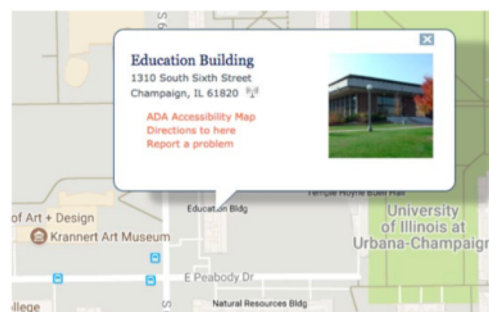 Education Building
1310 South Sixth Street
Champaign, IL 61820
ADA Accessibility Map
Directions to here
Report a problem
Temple Hoyne Buell Hall
Education Bldg
of Art + Design
Krannert Art Museum
University
of Illinois at
Urbana-Champaign
E Peabody Dr
Natural Resources Bldg
llege
S
6
S